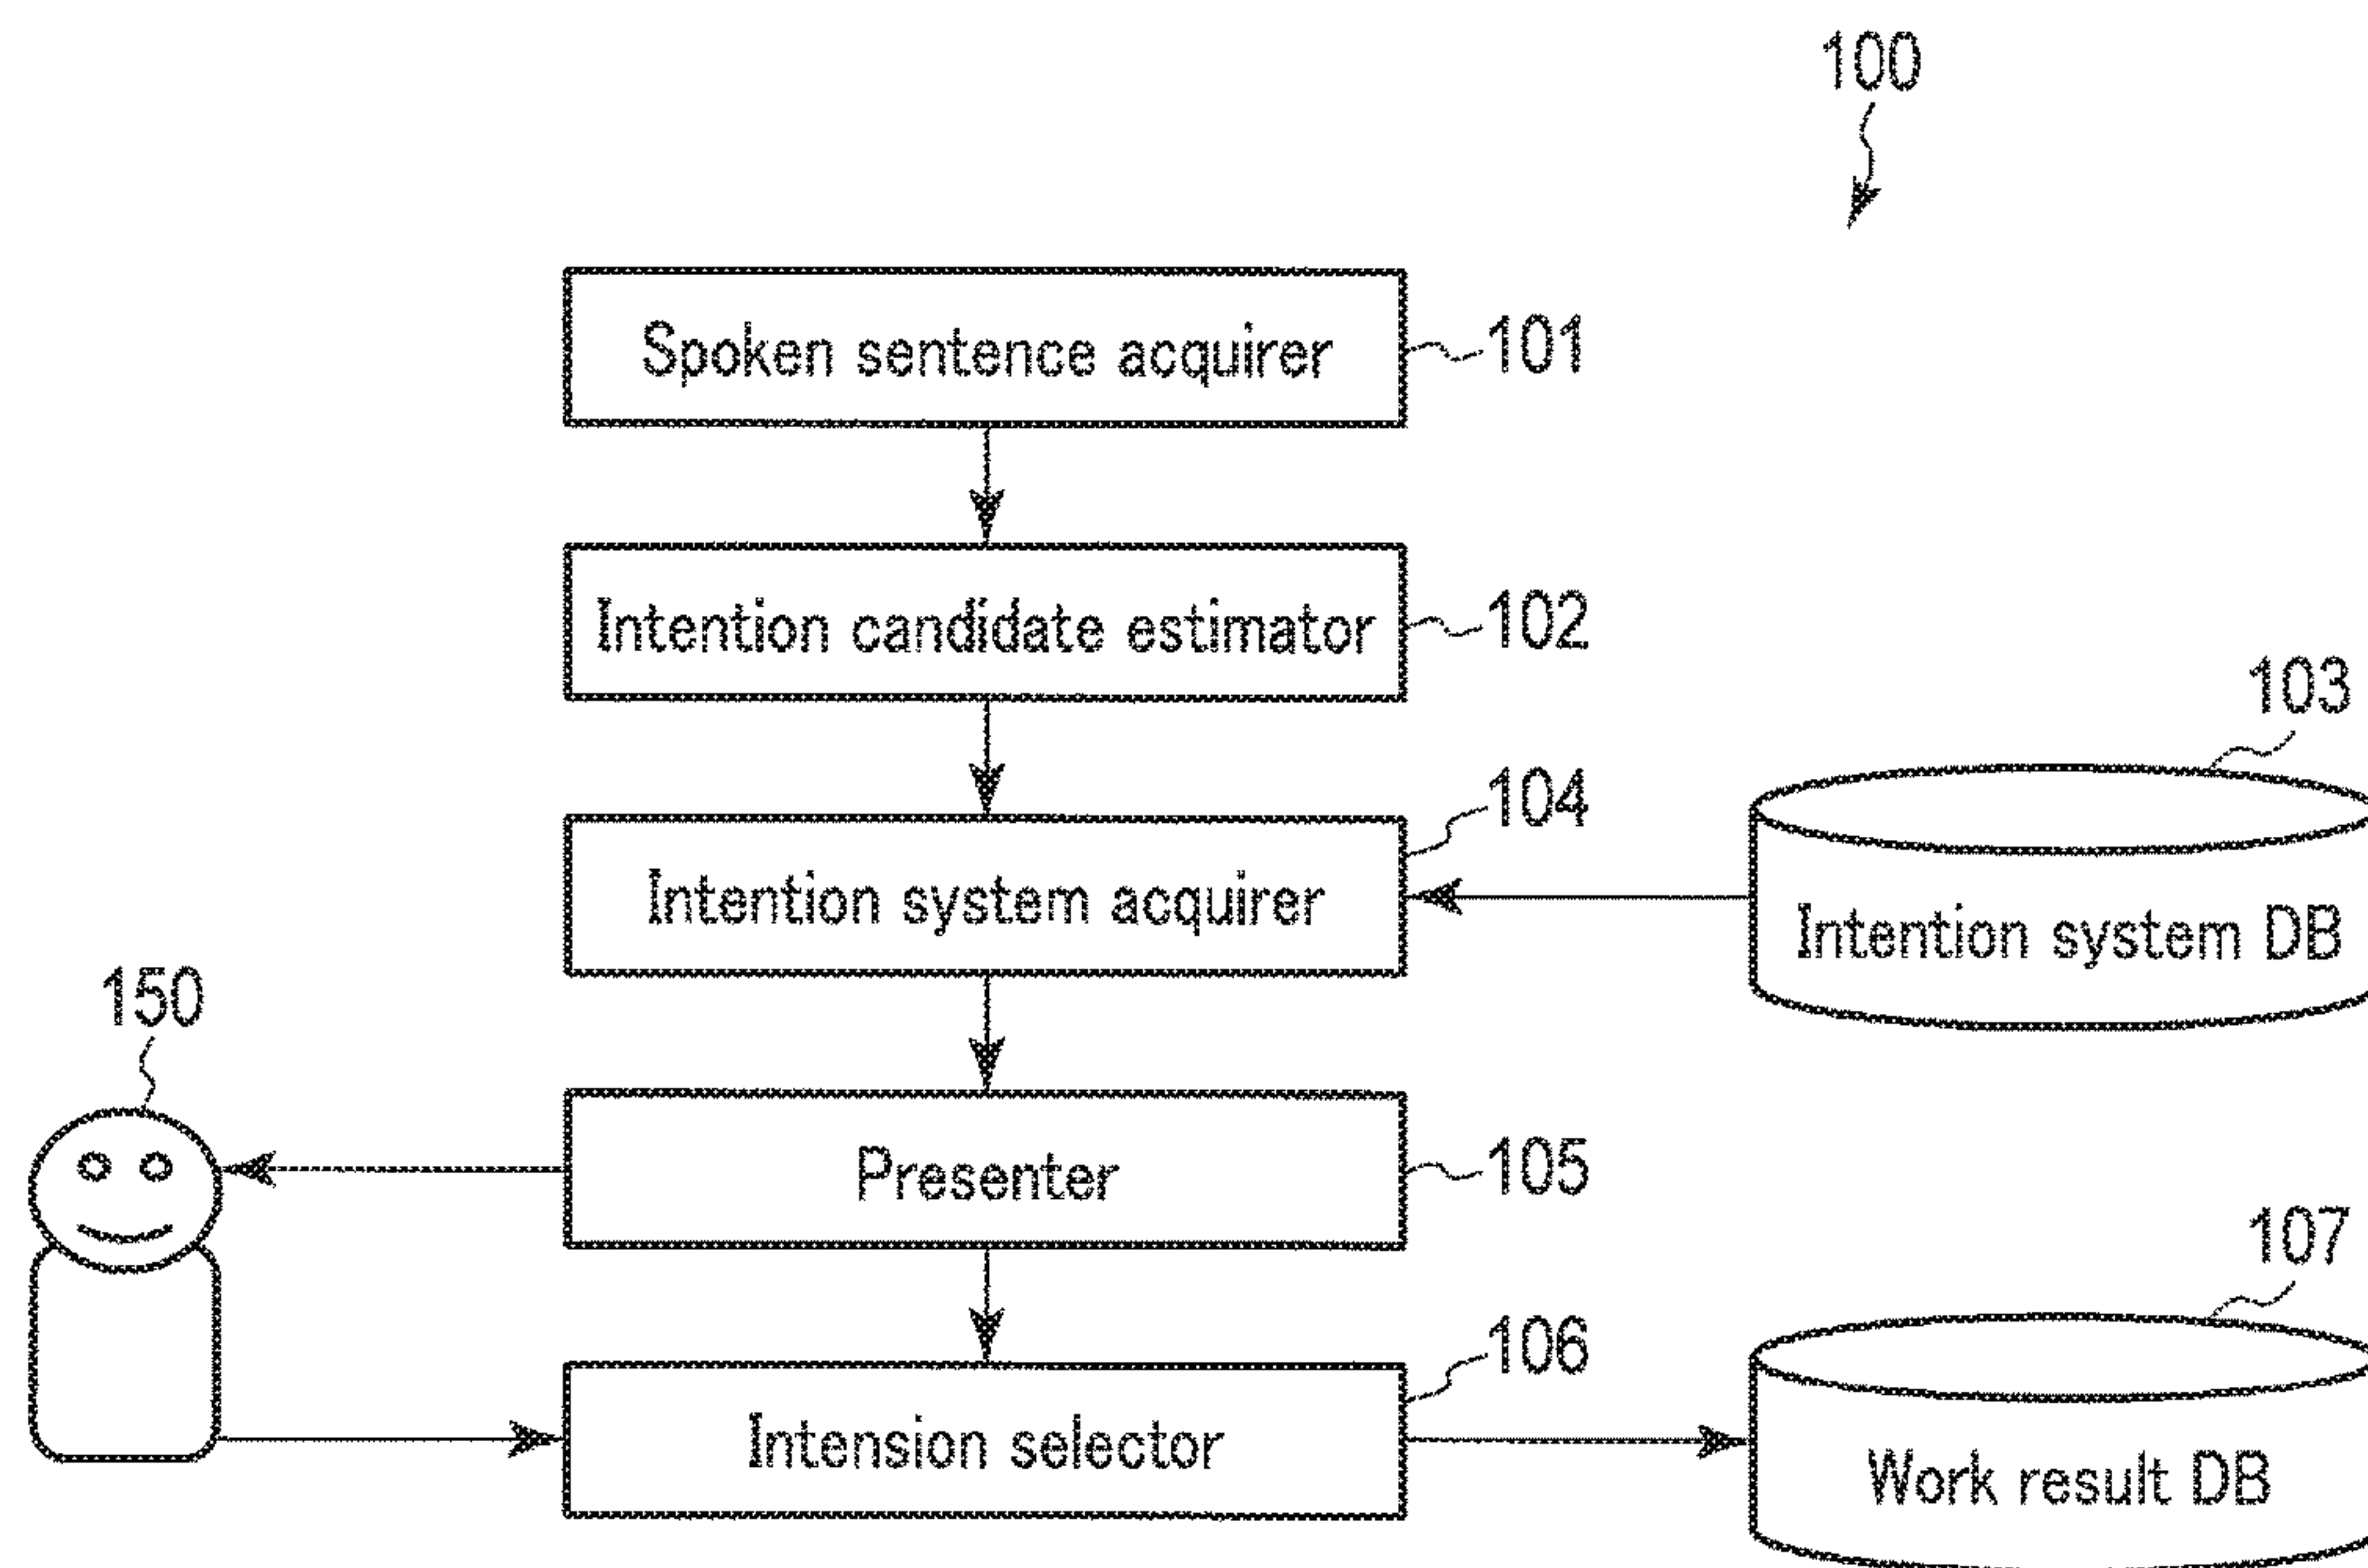 100
Spoken sentence acquirer
101
Intention candidate estimator
102
103
104
Intention system acquirer
Intention system DB
150
Presenter
105
107
106
Intension selector
Work result DB